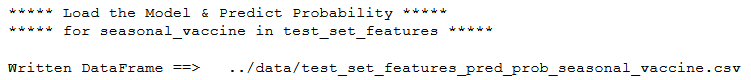 ***** Load the Model & Predict Probability *****
***** for seasonal_vaccine in test_set_features *****
Written DataFrame ==>   ../data/test_set_features_pred_prob_seasonal_vaccine.csv